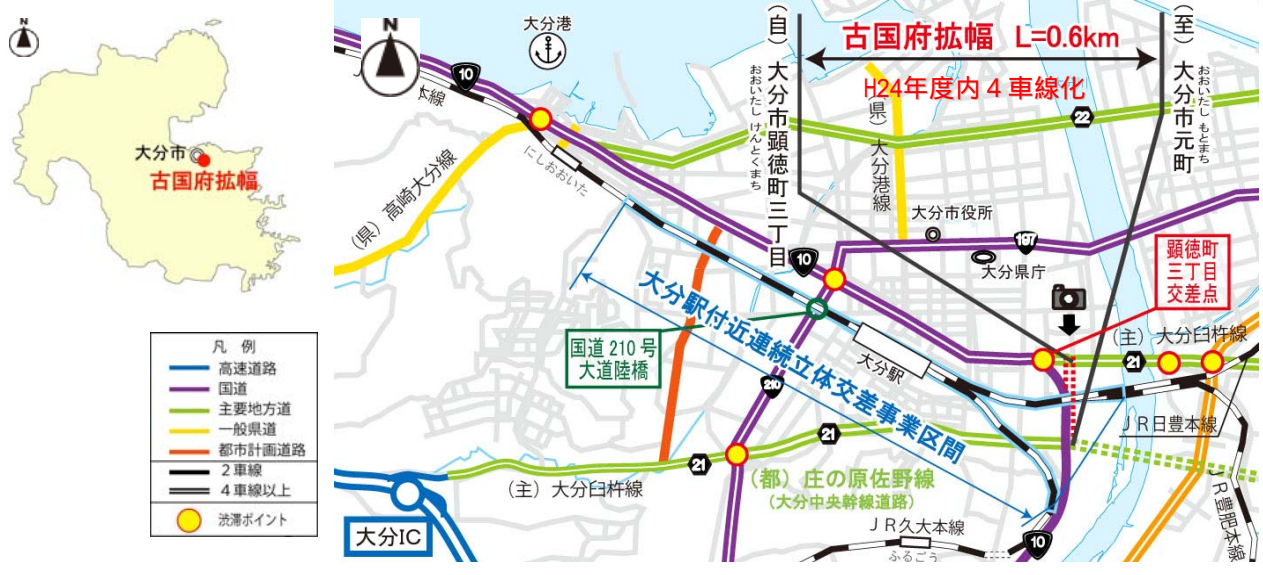 N
大分市
古国府拡幅
凡 例
高速道路
国道
主要地方道
一般県道
都市計画道路
2車線
4車線以上
渋滞ポイント
N
大分港
10
J
本線
(県)高崎大分線
にしおおいた
(自)大分市顕徳町三丁目
おおいたし けんとくまち
古国府拡幅 L=0.6km
H24年度内4車線化
(至)大分市元町
おおいたし もとまち
22
(県)大分港線
大分市役所
197
大分県庁
10
顕徳町
三丁目
交差点
大分駅付近連続立体交差事業区間
国道210号
大道陸橋
大分駅
(主)大分臼杵線
21
210
JR日豊本線
21
21
(主)大分臼杵線
(都)庄の原佐野線
(大分中央幹線道路)
大分IC
JR久大本線
ふるごう
10
JR豊肥本線